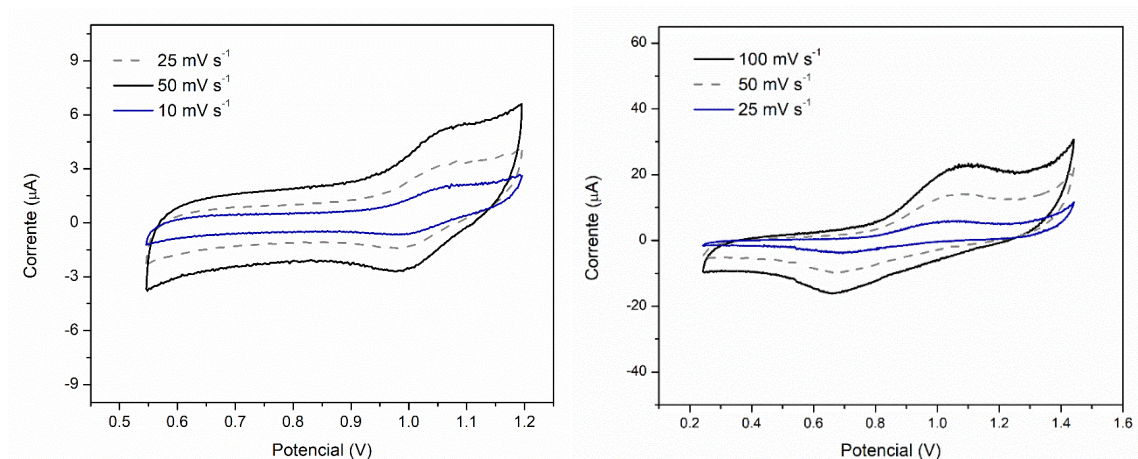 25 mV s⁻¹
50 mV s⁻¹
10 mV s⁻¹
9
6
3
0
-3
-6
-9
Corrente (µA)
0.5 0.6 0.7 0.8 0.9 1.0 1.1 1.2
Potencial (V)
100 mV s⁻¹
50 mV s⁻¹
25 mV s⁻¹
60
40
20
0
-20
-40
Corrente (µA)
0.2 0.4 0.6 0.8 1.0 1.2 1.4 1.6
Potencial (V)